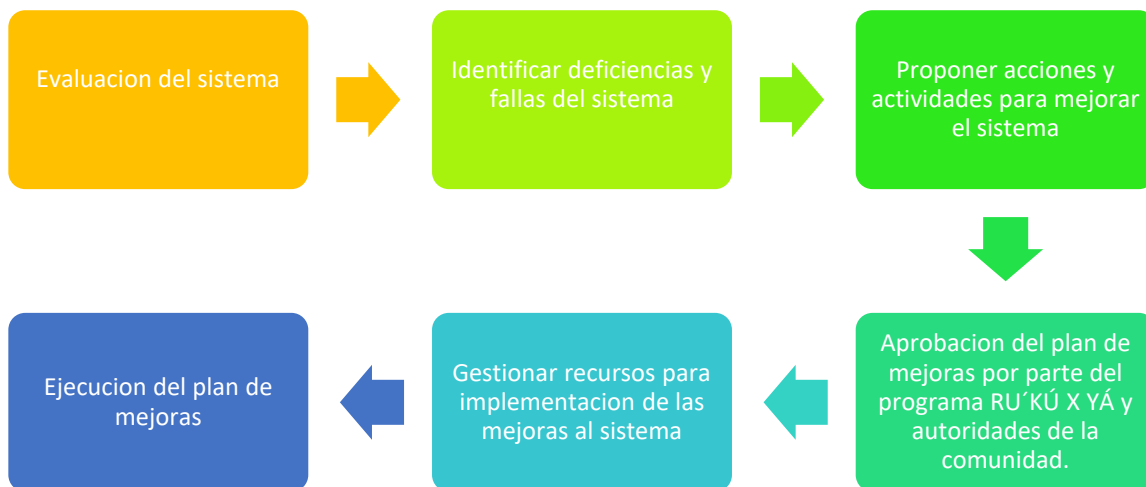 Evaluacion del sistema
Identificar deficiencias y
fallas del sistema
Proponer acciones y
actividades para mejorar
el sistema
Aprobacion del plan de
mejoras por parte del
programa RU´KÚ X YÁ y
autoridades de la
comunidad.
Gestionar recursos para
implementacion de las
mejoras al sistema
Ejecucion del plan de
mejoras